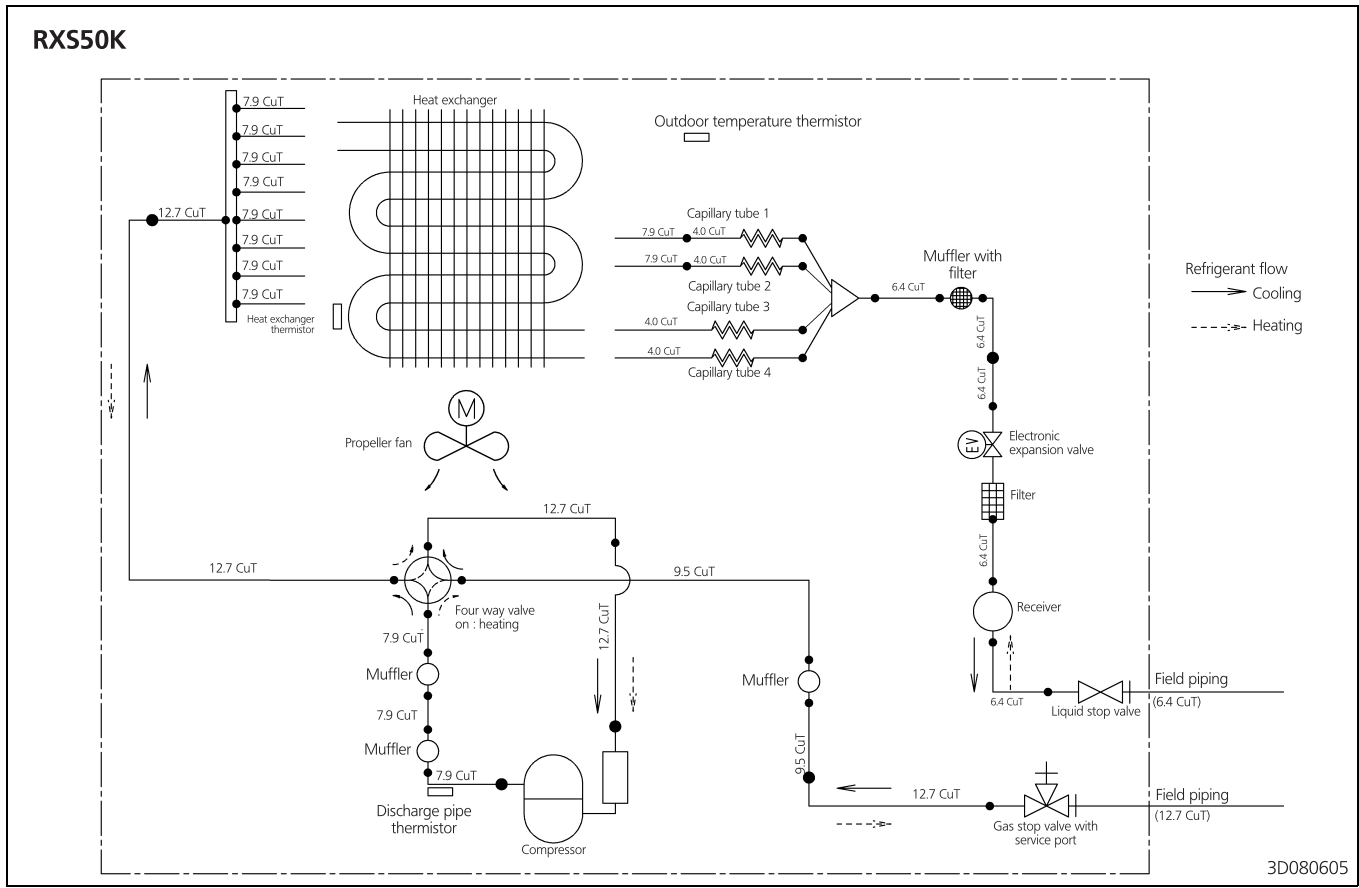 RXS50K
7.9 CuT
Heat exchanger
Outdoor temperature thermistor
7.9 CuT
7.9 CuT
7.9 CuT
12.7 CuT
7.9 CuT
7.9 CuT
7.9 CuT
7.9 CuT
Heat exchanger
thermistor
Capillary tube 1
7.9 CuT
4.0 CuT
7.9 CuT
4.0 CuT
Capillary tube 2
Capillary tube 3
4.0 CuT
4.0 CuT
Capillary tube 4
Muffler with
filter
6.4 CuT
6.4 CuT
6.4 CuT
Refrigerant flow
Cooling
Heating
M
Propeller fan
EV
Electronic
expansion valve
Filter
6.4 CuT
Receiver
12.7 CuT
12.7 CuT
9.5 CuT
Four way valve
on : heating
12.7 CuT
7.9 CuT
Muffler
7.9 CuT
Muffler
7.9 CuT
Discharge pipe
thermistor
Compressor
Muffler
9.5 CuT
6.4 CuT
Liquid stop valve
Field piping
(6.4 CuT)
12.7 CuT
Gas stop valve with
service port
Field piping
(12.7 CuT)
3D080605